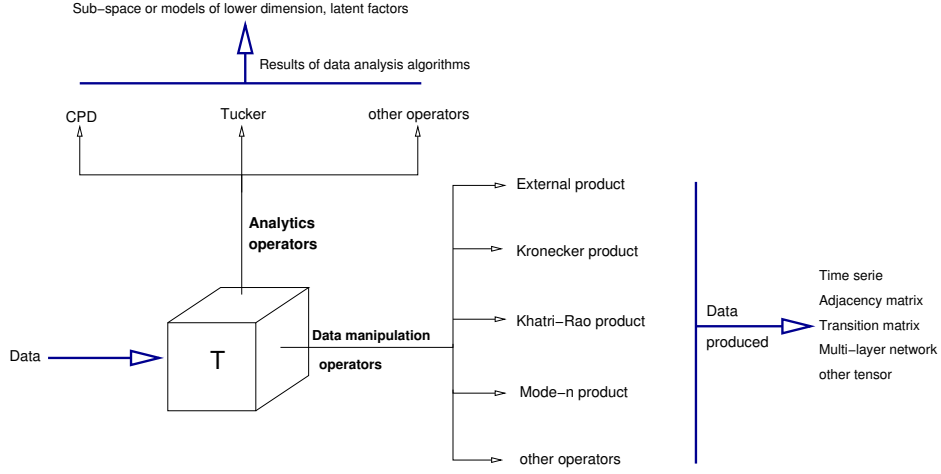 Sub−space or models of lower dimension, latent factors
Results of data analysis algorithms
CPD
Tucker
other operators
Analytics
operators
Data
T
Data manipulation
operators
External product
Kronecker product
Khatri−Rao product
Mode−n product
other operators
Data
produced
Time serie
Adjacency matrix
Transition matrix
Multi−layer network
other tensor